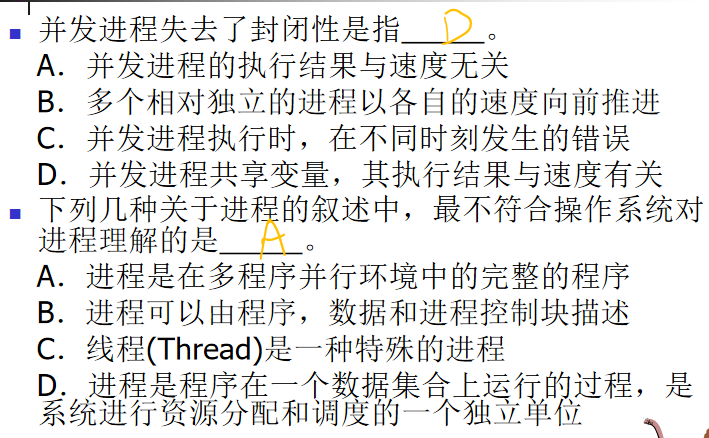 并发进程失去了封闭性是指__D__。
A．并发进程的执行结果与速度无关
B．多个相对独立的进程以各自的速度向前推进
C．并发进程执行时，在不同时刻发生的错误
D．并发进程共享变量，其执行结果与速度有关
下列几种关于进程的叙述中，最不符合操作系统对
进程理解的是__A__。
A．进程是在多程序并行环境中的完整的程序
B．进程可以由程序，数据和进程控制块描述
C．线程(Thread)是一种特殊的进程
D．进程是程序在一个数据集合上运行的过程，是
系统进行资源分配和调度的一个独立单位